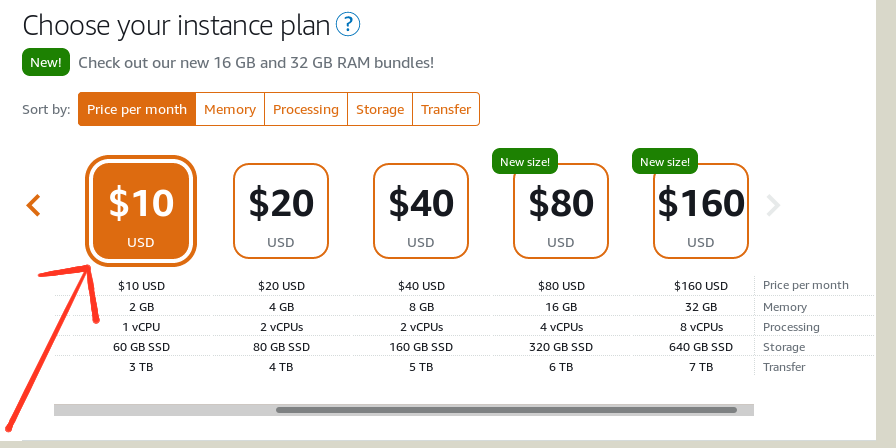 Choose your instance plan ?
New! Check out our new 16 GB and 32 GB RAM bundles!
Sort by: Price per month Memory Processing Storage Transfer
New size! New size!
$10 $20 $40 $80 $160
USD USD USD USD USD
$10 USD $20 USD $40 USD $80 USD $160 USD Price per month
2 GB 4 GB 8 GB 16 GB 32 GB Memory
1 vCPU 2 vCPUs 2 vCPUs 4 vCPUs 8 vCPUs Processing
60 GB SSD 80 GB SSD 160 GB SSD 320 GB SSD 640 GB SSD Storage
3 TB 4 TB 5 TB 6 TB 7 TB Transfer